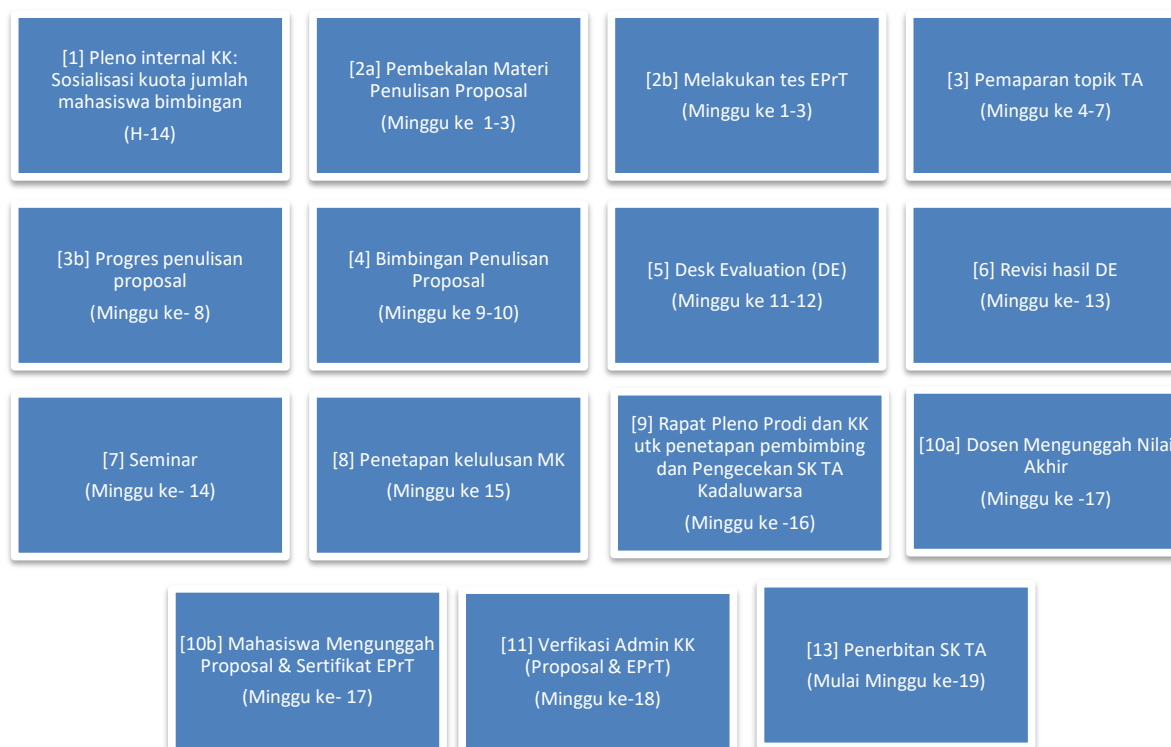 [1] Pleno internal KK:
Sosialisasi kuota jumlah
mahasiswa bimbingan
(H-14)
[2a] Pembekalan Materi
Penulisan Proposal
(Minggu ke 1-3)
[2b] Melakukan tes EPrT
(Minggu ke 1-3)
[3] Pemaparan topik TA
(Minggu ke 4-7)
[3b] Progres penulisan
proposal
(Minggu ke- 8)
[4] Bimbingan Penulisan
Proposal
(Minggu ke 9-10)
[5] Desk Evaluation (DE)
(Minggu ke 11-12)
[6] Revisi hasil DE
(Minggu ke- 13)
[7] Seminar
(Minggu ke- 14)
[8] Penetapan kelulusan MK
(Minggu ke 15)
[9] Rapat Pleno Prodi dan KK
utk penetapan pembimbing
dan Pengecekan SK TA
Kadaluwarsa
(Minggu ke -16)
[10a] Dosen Mengunggah Nilai
Akhir
(Minggu ke -17)
[10b] Mahasiswa Mengunggah
Proposal & Sertifikat EPrT
(Minggu ke- 17)
[11] Verfikasi Admin KK
(Proposal & EPrT)
(Minggu ke-18)
[13] Penerbitan SK TA
(Mulai Minggu ke-19)